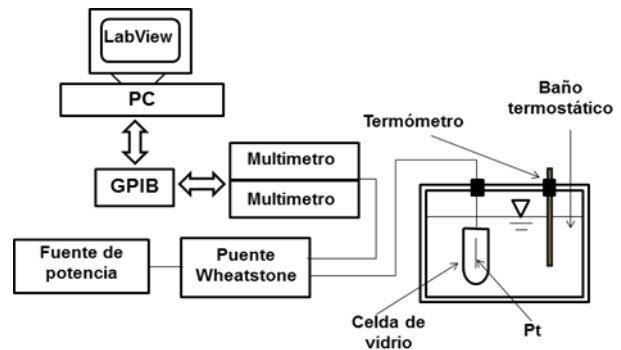 LabView
PC
GPIB
Multimetro
Multimetro
Fuente de
potencia
Puente
Wheatstone
Termómetro
Baño
termostático
Celda de
vidrio
Pt